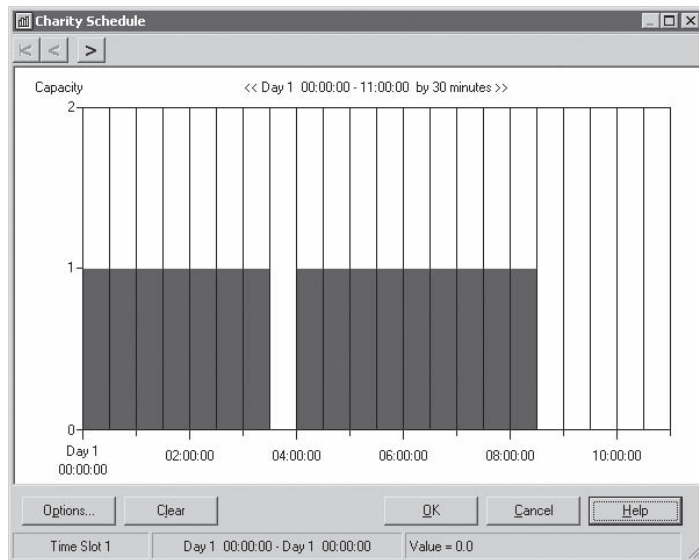 Charity Schedule
Capacity
<< Day 1 00:00:00 - 11:00:00 by 30 minutes >>
2
1
0
Day 1
00:00:00
02:00:00
04:00:00
06:00:00
08:00:00
10:00:00
Options...
Clear
OK
Cancel
Help
Time Slot 1
Day 1 00:00:00 - Day 1 00:00:00
Value = 0.0